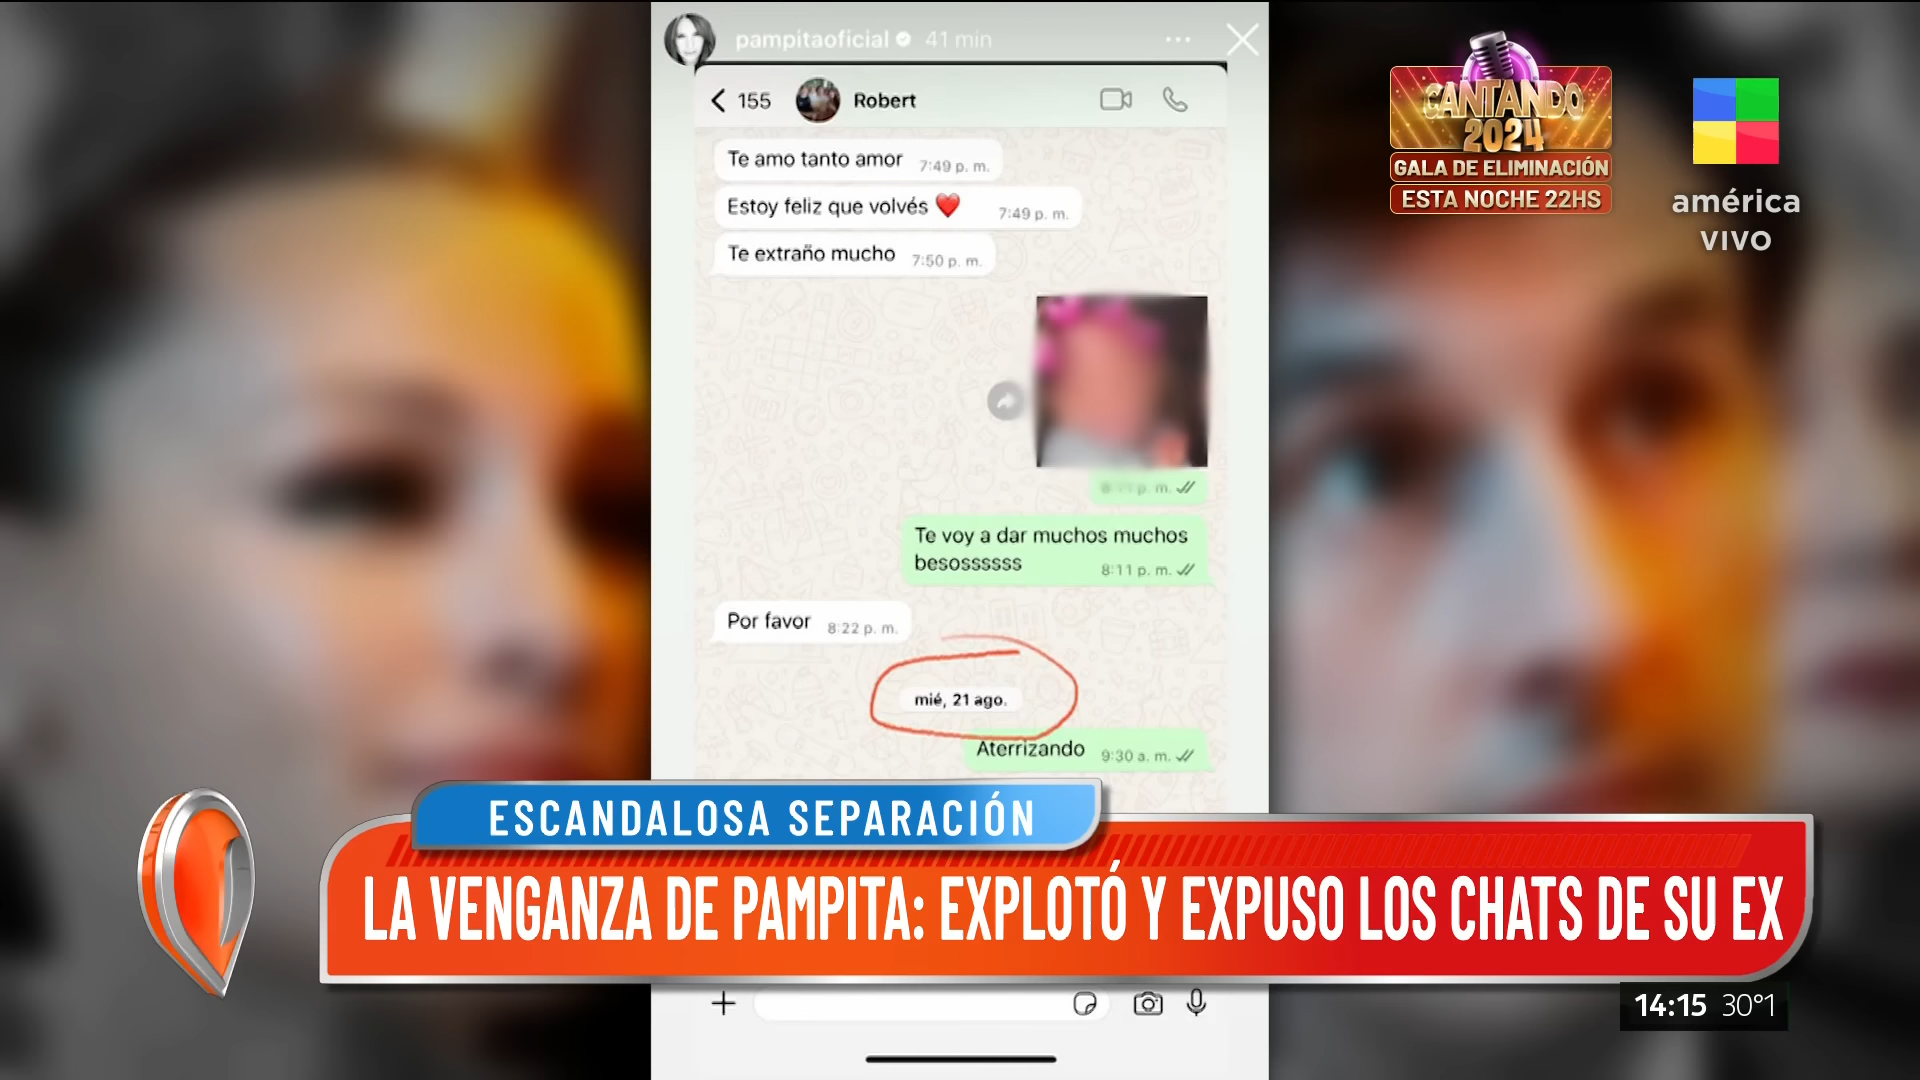 pampitaoficial 41 min
155 Robert
Te amo tanto amor 7:49 p. m.
Estoy feliz que volvés 7:49 p. m.
Te extraño mucho 7:50 p. m.
p. m.
Te voy a dar muchos muchos
besossssss 8:11 p. m.
Por favor 8:22 p. m.
mié, 21 ago.
Aterrizando 9:30 a. m.
CANTANDO
2024
GALA DE ELIMINACIÓN
ESTA NOCHE 22HS
américa
VIVO
ESCANDALOSA SEPARACIÓN
LA VENGANZA DE PAMPITA: EXPLOTÓ Y EXPUSO LOS CHATS DE SU EX
14:15 30°1